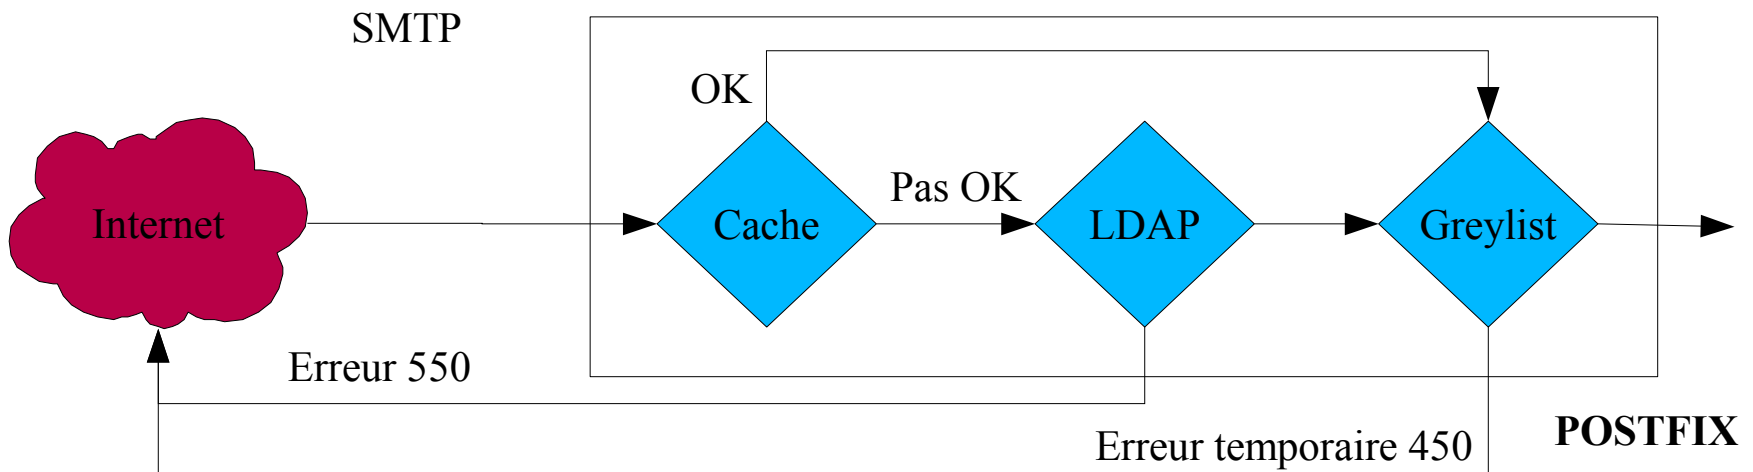 SMTP
OK
Pas OK
Internet
Cache
LDAP
Greylist
Erreur 550
Erreur temporaire 450
POSTFIX